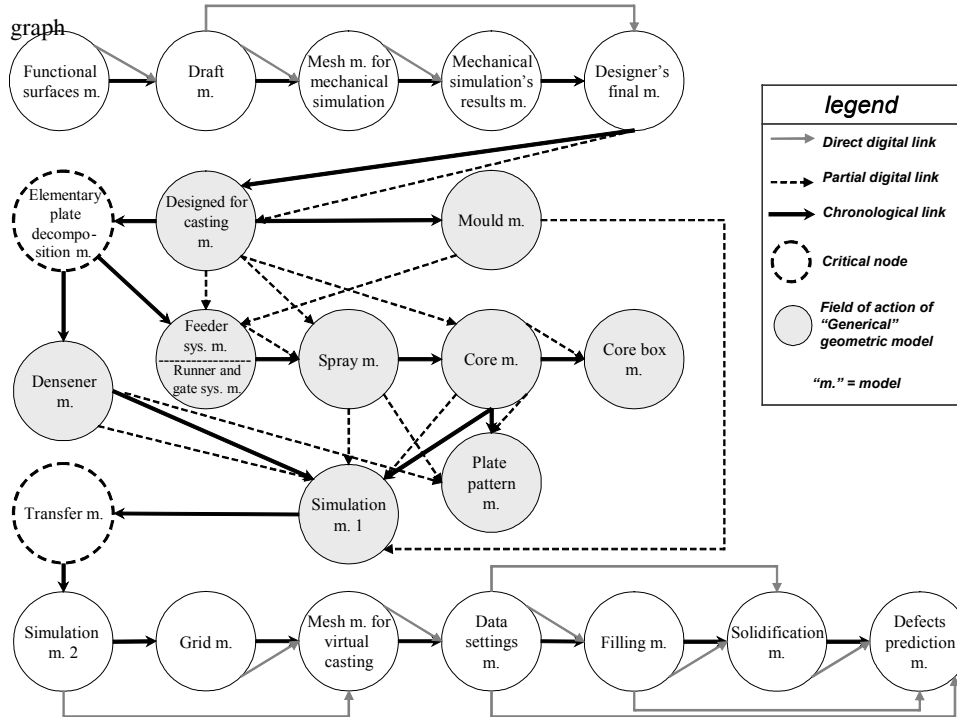 graph
Functional
surfaces m.
Draft
m.
Mesh m. for
mechanical
simulation
Mechanical
simulation's
results m.
Designer's
final m.
legend
Direct digital link
Partial digital link
Chronological link
Critical node
Field of action of
"Generical"
geometric model
"m." = model
Elementary
plate
decompo-
sition m.
Designed for
casting
m.
Mould m.
Feeder
sys. m.
Runner and
gate sys. m.
Spray m.
Core m.
Core box
m.
Densener
m.
Plate
pattern
m.
Simulation
m. 1
Transfer m.
Simulation
m. 2
Grid m.
Mesh m. for
virtual
casting
Data
settings
m.
Filling m.
Solidification
m.
Defects
prediction
m.